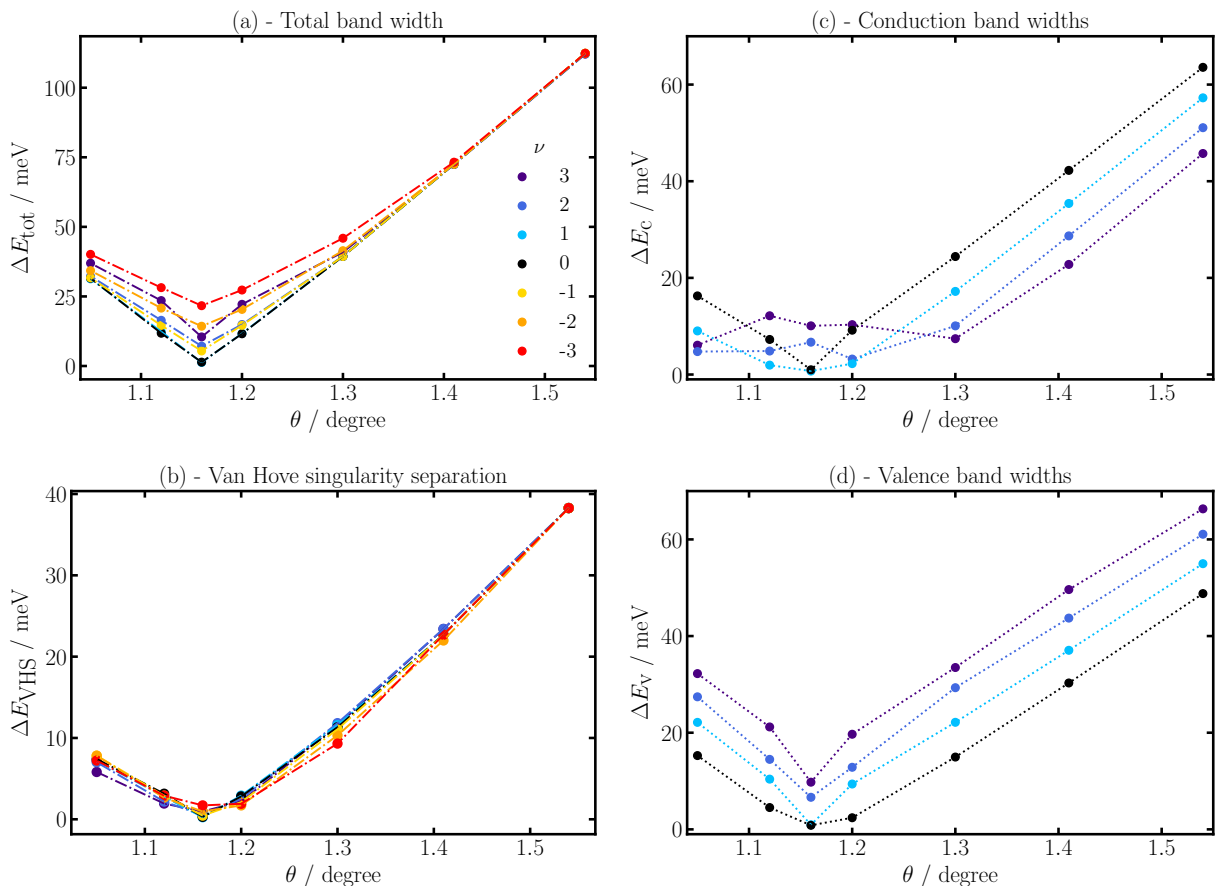 (a) - Total band width
100
75
50
25
0
ΔE_tot / meV
ν
3
2
1
0
-1
-2
-3
1.1 1.2 1.3 1.4 1.5
θ / degree
(c) - Conduction band widths
60
40
20
0
ΔE_c / meV
1.1 1.2 1.3 1.4 1.5
θ / degree
(b) - Van Hove singularity separation
40
30
20
10
0
ΔE_VHS / meV
1.1 1.2 1.3 1.4 1.5
θ / degree
(d) - Valence band widths
60
40
20
0
ΔE_v / meV
1.1 1.2 1.3 1.4 1.5
θ / degree